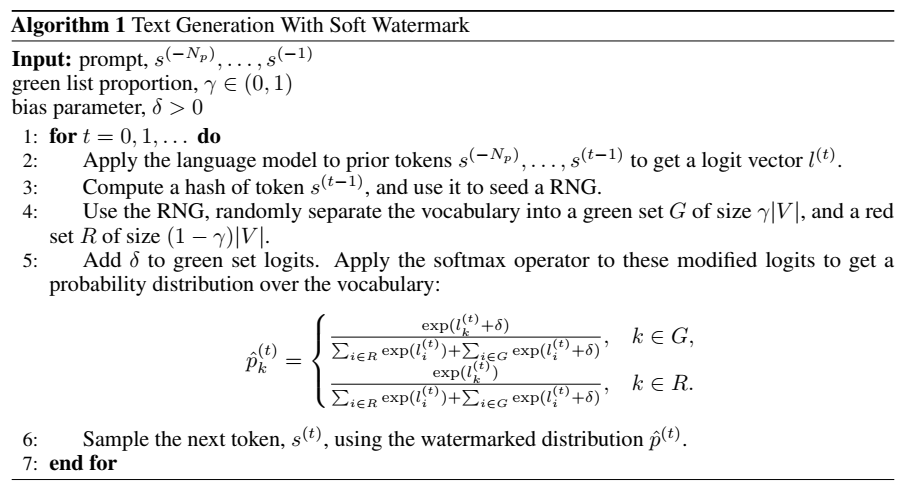 Algorithm 1 Text Generation With Soft Watermark
Input: prompt, $s^{(-N_p)}, \ldots, s^{(-1)}$
green list proportion, $\gamma \in (0, 1)$
bias parameter, $\delta > 0$
1: for $t = 0, 1, \ldots$ do
2: Apply the language model to prior tokens $s^{(-N_p)}, \ldots, s^{(t-1)}$ to get a logit vector $l^{(t)}$.
3: Compute a hash of token $s^{(t-1)}$, and use it to seed a RNG.
4: Use the RNG, randomly separate the vocabulary into a green set $G$ of size $\gamma|V|$, and a red
set $R$ of size $(1 - \gamma)|V|$.
5: Add $\delta$ to green set logits. Apply the softmax operator to these modified logits to get a
probability distribution over the vocabulary:
$\hat{p}_k^{(t)} = \begin{cases} \frac{\exp(l_k^{(t)}+\delta)}{\sum_{i \in R} \exp(l_i^{(t)})+\sum_{i \in G} \exp(l_i^{(t)}+\delta)}, & k \in G, \\ \frac{\exp(l_k^{(t)})}{\sum_{i \in R} \exp(l_i^{(t)})+\sum_{i \in G} \exp(l_i^{(t)}+\delta)}, & k \in R. \end{cases}$
6: Sample the next token, $s^{(t)}$, using the watermarked distribution $\hat{p}^{(t)}$.
7: end for